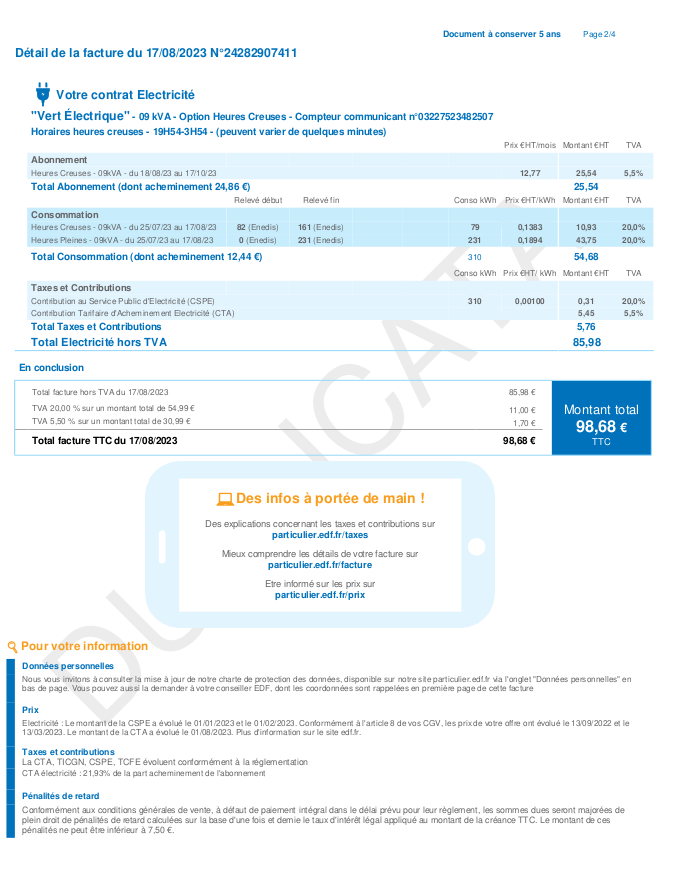 Document à conserver 5 ans Page 2/4
Détail de la facture du 17/08/2023 N°24282907411
Votre contrat Electricité
"Vert Électrique" - 09 kVA - Option Heures Creuses - Compteur communicant n°03227523482507
Horaires heures creuses - 19H54-3H54 - (peuvent varier de quelques minutes)
Prix €HT/mois Montant €HT TVA
Abonnement
Heures Creuses - 09kVA - du 18/08/23 au 17/10/23 12,77 25,54 5,5%
Total Abonnement (dont acheminement 24,86 €) 25,54
Relevé début Relevé fin Conso kWh Prix €HT/kWh Montant €HT TVA
Consommation
Heures Creuses - 09kVA - du 25/07/23 au 17/08/23 82 (Enedis) 161 (Enedis) 79 0,1383 10,93 20,0%
Heures Pleines - 09kVA - du 25/07/23 au 17/08/23 0 (Enedis) 231 (Enedis) 231 0,1894 43,75 20,0%
Total Consommation (dont acheminement 12,44 €) 310 54,68
Conso kWh Prix €HT/ kWh Montant €HT TVA
Taxes et Contributions
Contribution au Service Public d'Electricité (CSPE) 310 0,00100 0,31 20,0%
Contribution Tarifaire d'Acheminement Electricité (CTA) 5,45 5,5%
Total Taxes et Contributions 5,76
Total Electricité hors TVA 85,98
En conclusion
Total facture hors TVA du 17/08/2023 85,98 €
TVA 20,00 % sur un montant total de 54,99 € 11,00 €
TVA 5,50 % sur un montant total de 30,99 € 1,70 €
Total facture TTC du 17/08/2023 98,68 €
Montant total
98,68 €
TTC
Des infos à portée de main !
Des explications concernant les taxes et contributions sur
particulier.edf.fr/taxes
Mieux comprendre les détails de votre facture sur
particulier.edf.fr/facture
Etre informé sur les prix sur
particulier.edf.fr/prix
DUPLICATA
Pour votre information
Données personnelles
Nous vous invitons à consulter la mise à jour de notre charte de protection des données, disponible sur notre site particulier.edf.fr via l'onglet "Données personnelles" en
bas de page. Vous pouvez aussi la demander à votre conseiller EDF, dont les coordonnées sont rappelées en première page de cette facture
Prix
Electricité : Le montant de la CSPE a évolué le 01/01/2023 et le 01/02/2023. Conformément à l'article 8 de vos CGV, les prix de votre offre ont évolué le 13/09/2022 et le
13/03/2023. Le montant de la CTA a évolué le 01/08/2023. Plus d'information sur le site edf.fr.
Taxes et contributions
La CTA, TICGN, CSPE, TCFE évoluent conformément à la réglementation
CTA électricité : 21,93% de la part acheminement de l'abonnement
Pénalités de retard
Conformément aux conditions générales de vente, à défaut de paiement intégral dans le délai prévu pour leur règlement, les sommes dues seront majorées de
plein droit de pénalités de retard calculées sur la base d'une fois et demie le taux d'intérêt légal appliqué au montant de la créance TTC. Le montant de ces
pénalités ne peut être inférieur à 7,50 €.